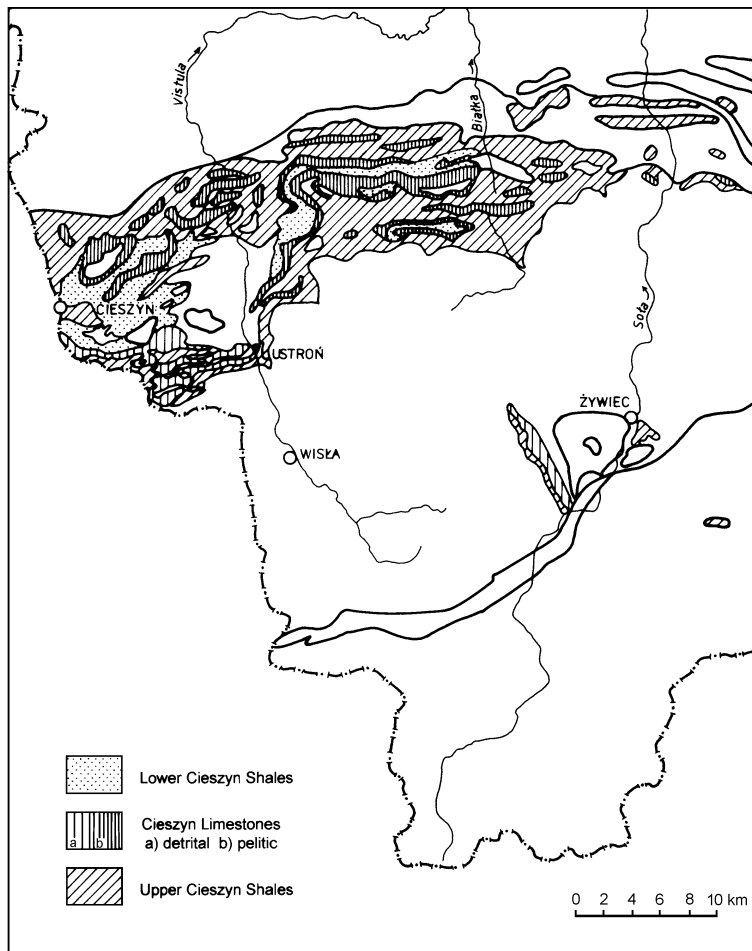 Vistula
Białka
CIESZYN
USTROŃ
Soła
ŻYWIEC
WISŁA
Lower Cieszyn Shales
Cieszyn Limestones
a b
a) detrital b) pelitic
Upper Cieszyn Shales
0 2 4 6 8 10 km